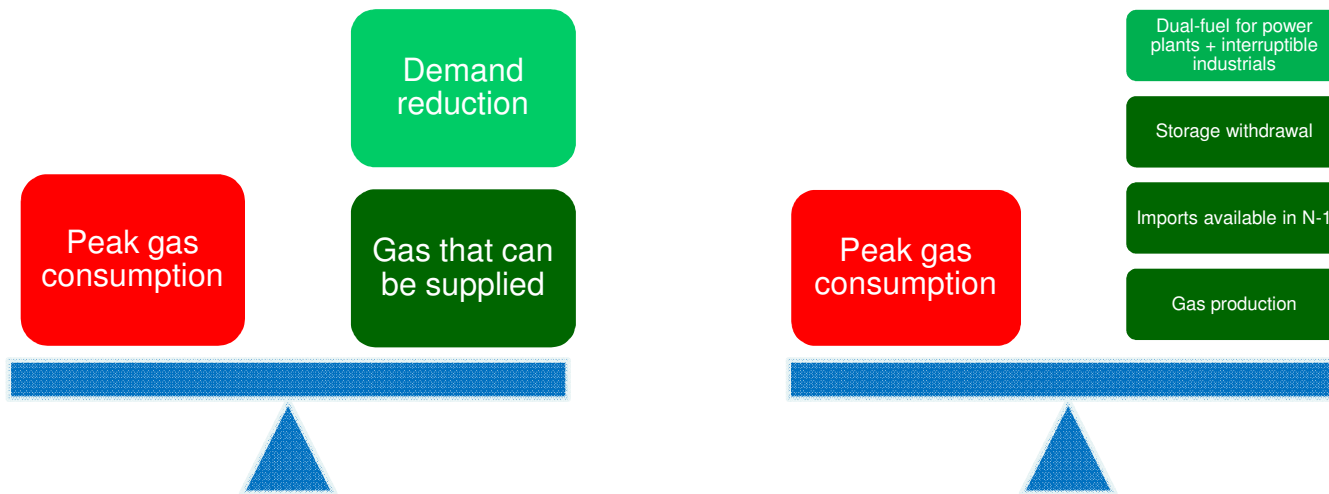 Demand
reduction
Peak gas
consumption
Gas that can
be supplied
Dual-fuel for power
plants + interruptible
industrials
Storage withdrawal
Imports available in N-1
Gas production
Peak gas
consumption